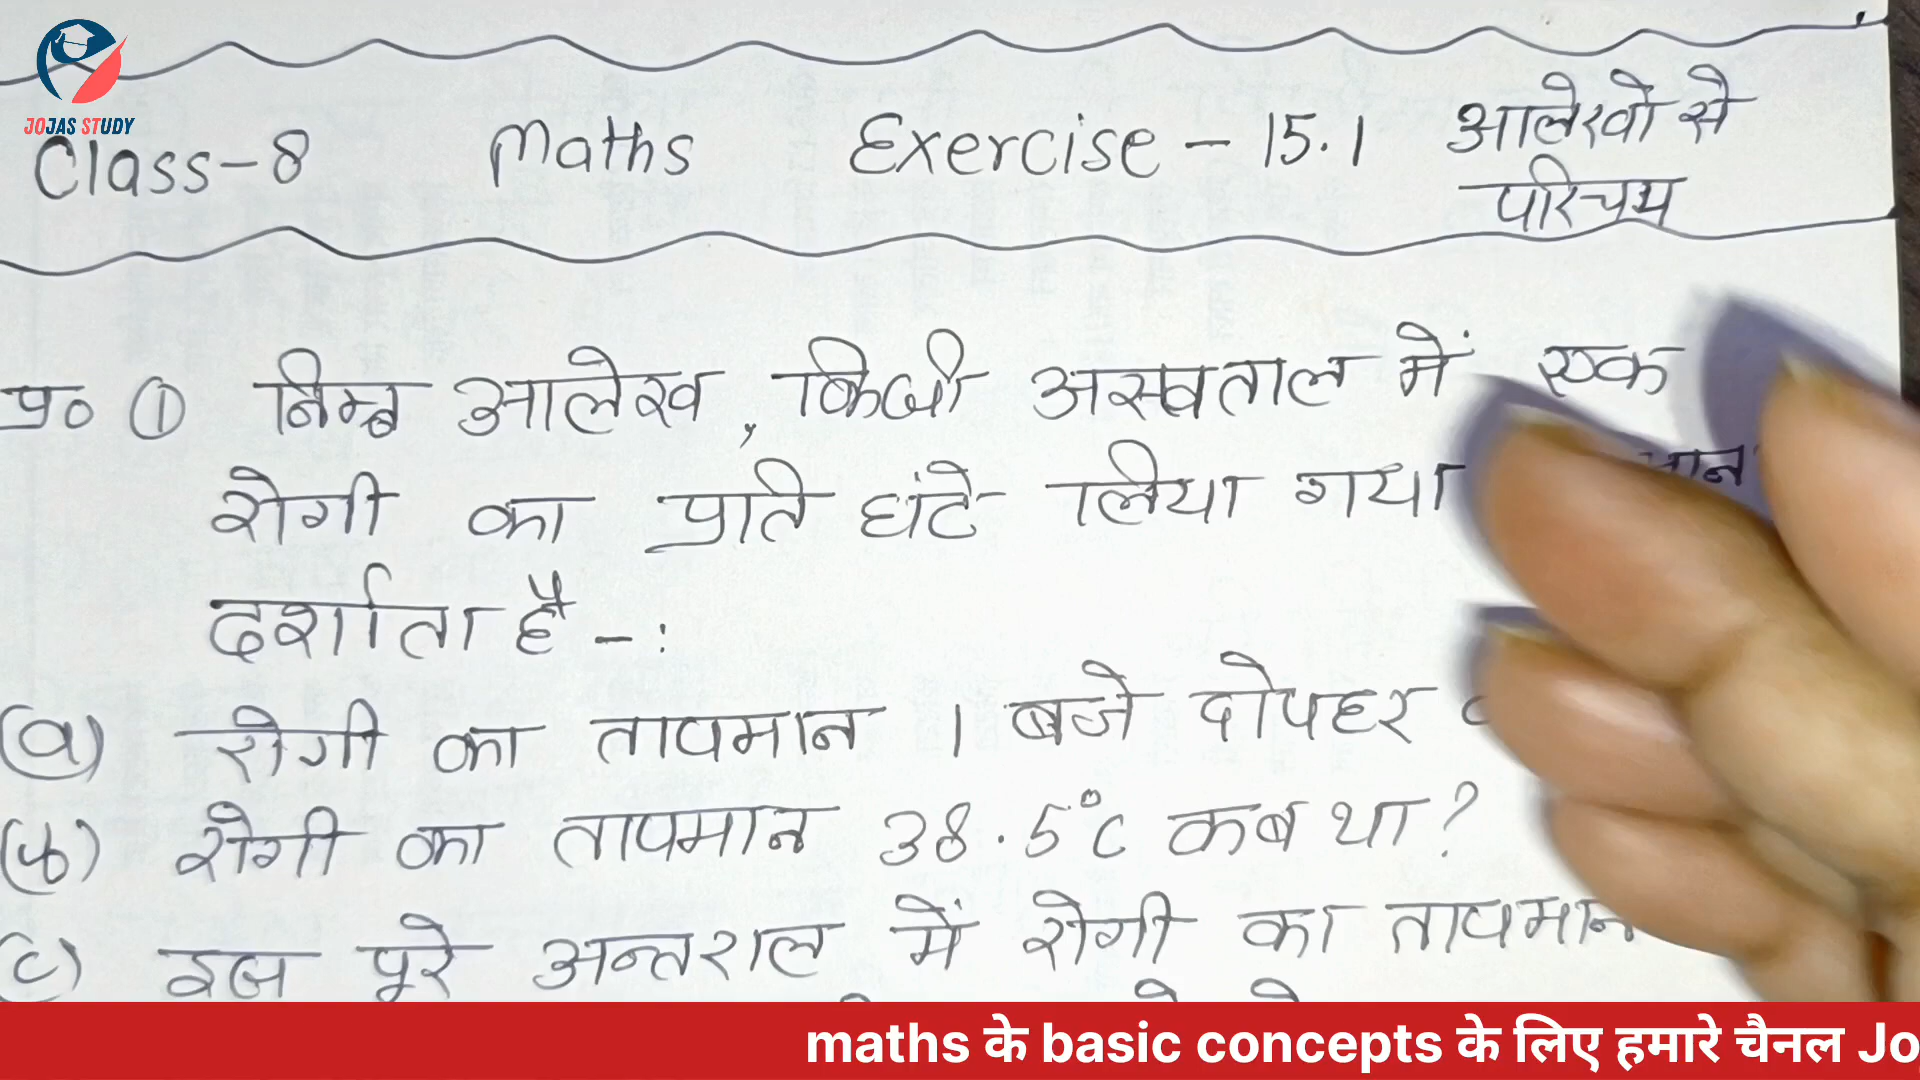 JOJAS STUDY
Class-8 Maths Exercise - 15.1 आलेखों से
परिचय
प्र० ① निम्न आलेख, किसी अस्पताल में एक
रोगी का प्रति घंटे लिया गया
दर्शाता है -:
(a) रोगी का तापमान 1 बजे दोपहर
(b) रोगी का तापमान 38.5°C कब था?
(c) इस पूरे अन्तराल में रोगी का तापमान
maths के basic concepts के लिए हमारे चैनल Jo